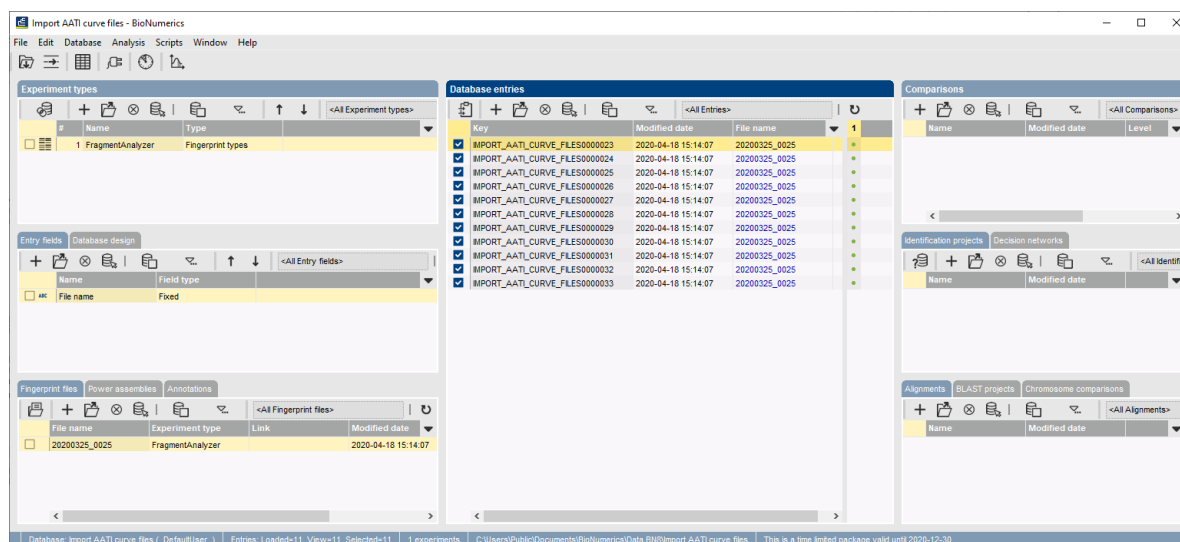 Import AATI curve files - BioNumerics
File Edit Database Analysis Scripts Window Help
Experiment types
<All Experiment types>
# Name Type
1 FragmentAnalyzer Fingerprint types
Entry fields Database design
<All Entry fields>
Name Field type
ABC File name Fixed
Fingerprint files Power assemblies Annotations
<All Fingerprint files>
File name Experiment type Link Modified date
20200325_0025 FragmentAnalyzer 2020-04-18 15:14:07
Database entries
<All Entries>
Key Modified date File name 1
IMPORT_AATI_CURVE_FILES0000023 2020-04-18 15:14:07 20200325_0025
IMPORT_AATI_CURVE_FILES0000024 2020-04-18 15:14:07 20200325_0025
IMPORT_AATI_CURVE_FILES0000025 2020-04-18 15:14:07 20200325_0025
IMPORT_AATI_CURVE_FILES0000026 2020-04-18 15:14:07 20200325_0025
IMPORT_AATI_CURVE_FILES0000027 2020-04-18 15:14:07 20200325_0025
IMPORT_AATI_CURVE_FILES0000028 2020-04-18 15:14:07 20200325_0025
IMPORT_AATI_CURVE_FILES0000029 2020-04-18 15:14:07 20200325_0025
IMPORT_AATI_CURVE_FILES0000030 2020-04-18 15:14:07 20200325_0025
IMPORT_AATI_CURVE_FILES0000031 2020-04-18 15:14:07 20200325_0025
IMPORT_AATI_CURVE_FILES0000032 2020-04-18 15:14:07 20200325_0025
IMPORT_AATI_CURVE_FILES0000033 2020-04-18 15:14:07 20200325_0025
Comparisons
<All Comparisons>
Name Modified date Level
Identification projects Decision networks
<All Identifi
Name Modified date
Alignments BLAST projects Chromosome comparisons
<All Alignments>
Name Modified date
Database: Import AATI curve files (_DefaultUser_) Entries: Loaded=11, View=11, Selected=11 1 experiments C:\Users\Public\Documents\BioNumerics\Data BN8\Import AATI curve files This is a time limited package valid until 2020-12-30